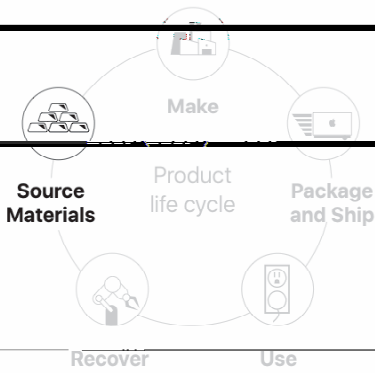 Make
Source
Materials
Product
life cycle
Package
and Ship
Recover
Use